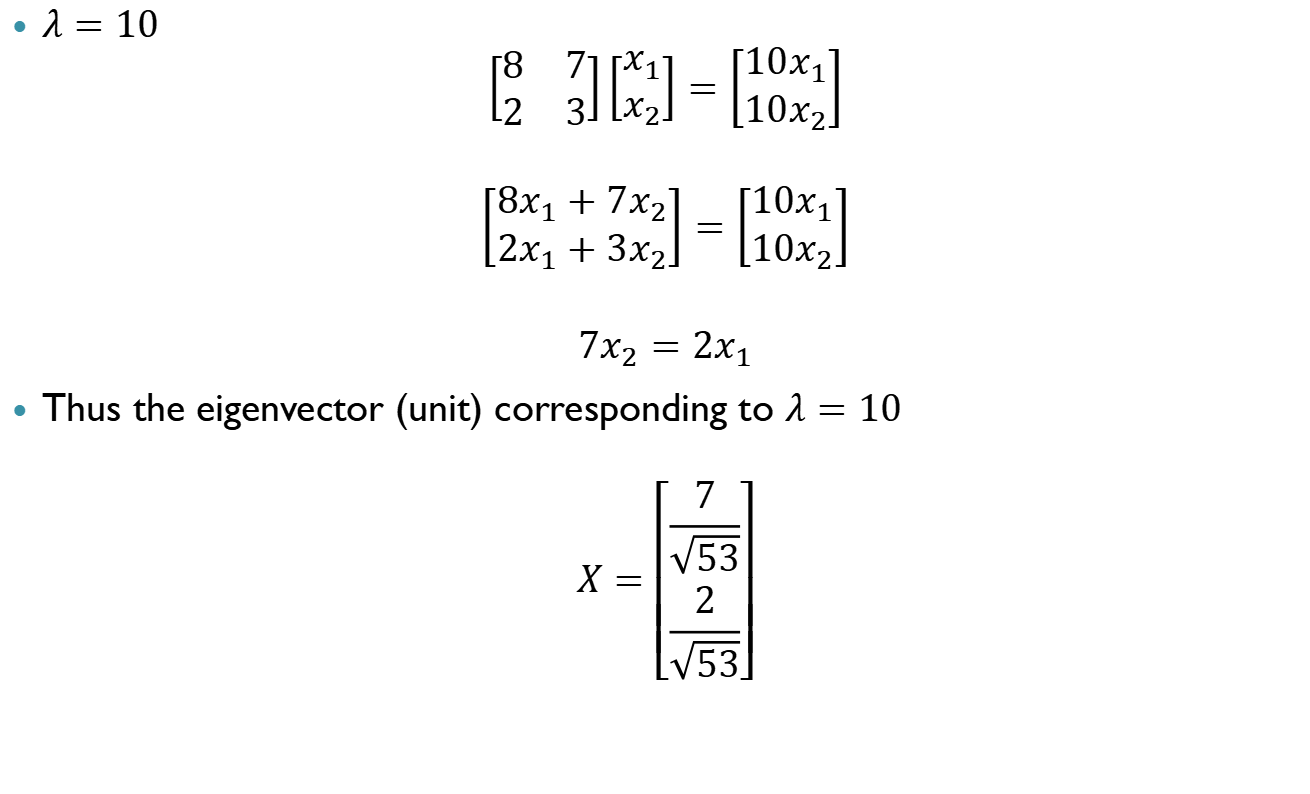 • λ = 10
[8 7; 2 3] [x₁; x₂] = [10x₁; 10x₂]
[8x₁ + 7x₂; 2x₁ + 3x₂] = [10x₁; 10x₂]
7x₂ = 2x₁
• Thus the eigenvector (unit) corresponding to λ = 10
X = [7/√53; 2/√53]